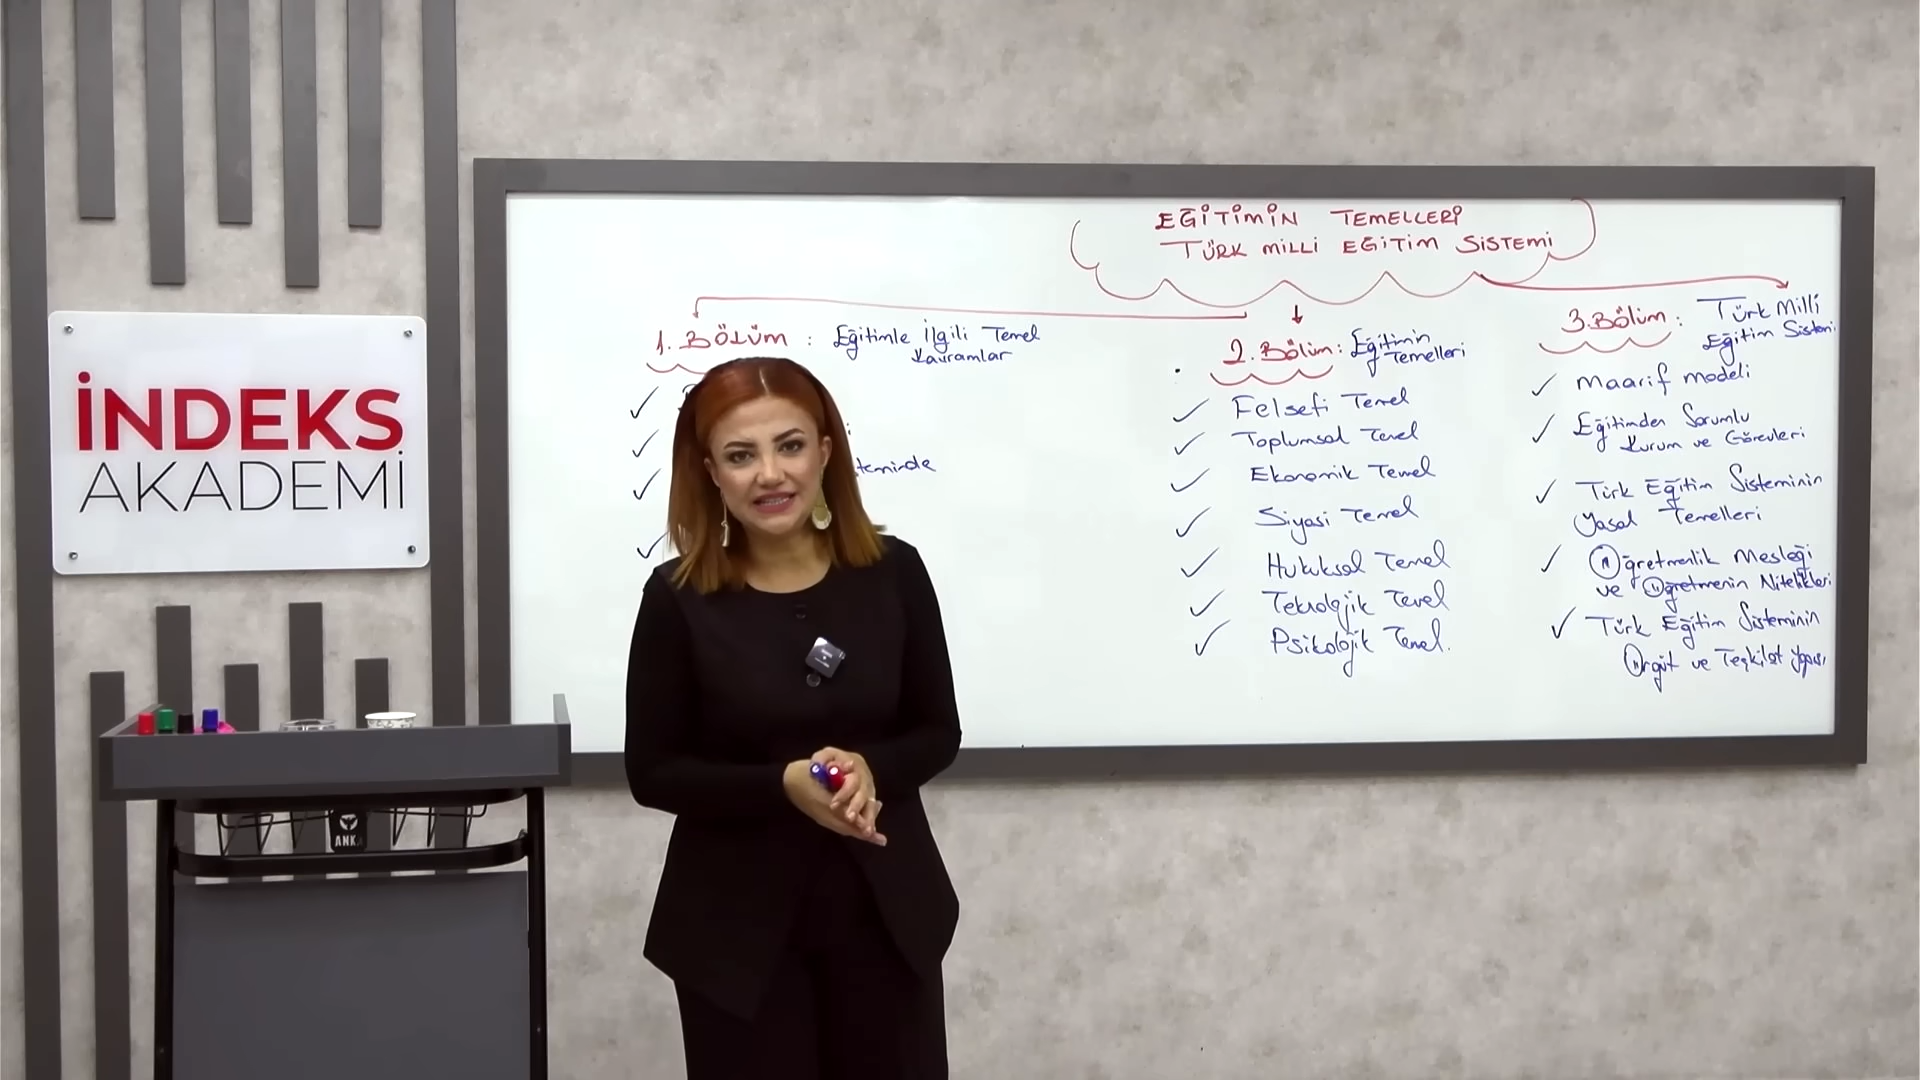 EĞİTİMİN TEMELLERİ
TÜRK MİLLİ EĞİTİM SİSTEMİ
1. BÖLÜM : Eğitimle İlgili Temel
Kavramlar
teminde
2. Bölüm : Eğitimin
Temelleri
Felsefi Temel
Toplumsal Temel
Ekonomik Temel
Siyasi Temel
Hukuksal Temel
Teknolojik Temel
Psikolojik Temel.
3. Bölüm : Türk Milli
Eğitim Sistemi
Maarif Modeli
Eğitimden Sorumlu
Kurum ve Görevleri
Türk Eğitim Sisteminin
Yasal Temelleri
Öğretmenlik Mesleği
ve Öğretmenin Nitelikleri
Türk Eğitim Sisteminin
Örgüt ve Teşkilat Yapısı
İNDEKS
AKADEMİ
ANKA